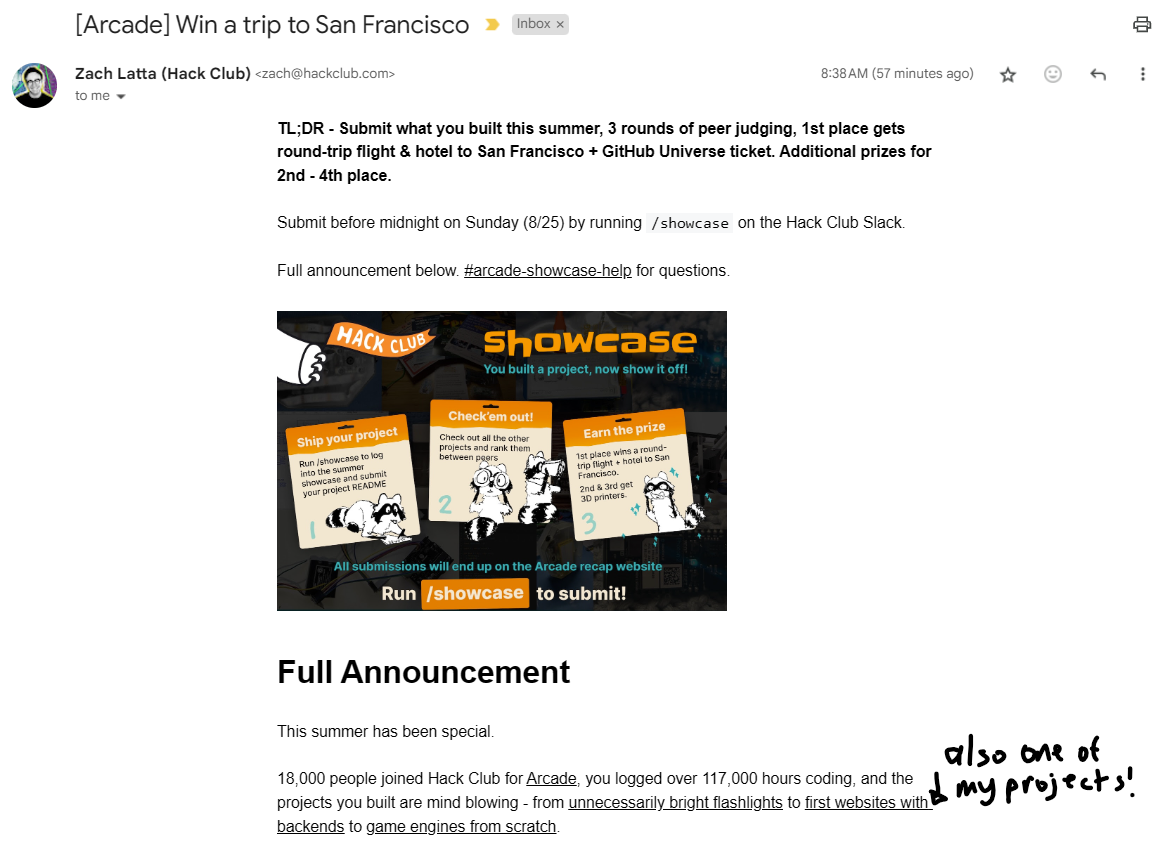 [Arcade] Win a trip to San Francisco
Inbox ×
Zach Latta (Hack Club) <zach@hackclub.com>
8:38 AM (57 minutes ago)
to me
TL;DR - Submit what you built this summer, 3 rounds of peer judging, 1st place gets
round-trip flight & hotel to San Francisco + GitHub Universe ticket. Additional prizes for
2nd - 4th place.
Submit before midnight on Sunday (8/25) by running /showcase on the Hack Club Slack.
Full announcement below. #arcade-showcase-help for questions.
HACK CLUB
showcase
You built a project, now show it off!
Ship your project
Run /showcase to log
into the summer
showcase and submit
your project README
1
Check'em out!
Check out all the other
projects and rank them
between peers
2
Earn the prize
1st place wins a round-
trip flight + hotel to San
Francisco.
2nd & 3rd get
3D printers.
3
All submissions will end up on the Arcade recap website
Run /showcase to submit!
Full Announcement
This summer has been special.
18,000 people joined Hack Club for Arcade, you logged over 117,000 hours coding, and the
projects you built are mind blowing - from unnecessarily bright flashlights to first websites with
backends to game engines from scratch.
also one of
my projects!